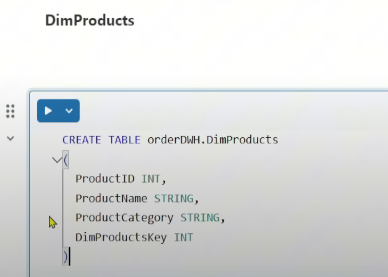 DimProducts
CREATE TABLE orderDWH.DimProducts
(
ProductID INT,
ProductName STRING,
ProductCategory STRING,
DimProductsKey INT
)